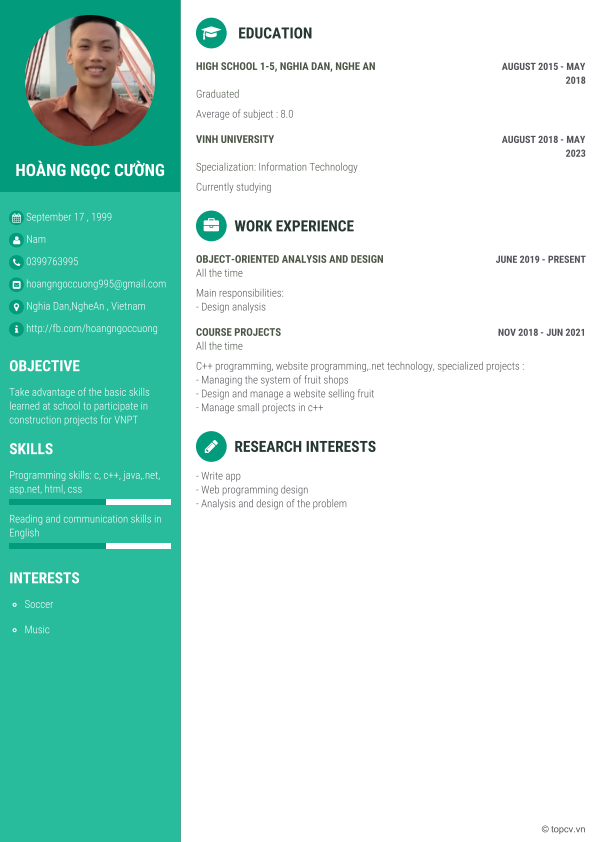 HOÀNG NGỌC CƯỜNG
September 17 , 1999
Nam
0399763995
hoangngoccuong995@gmail.com
Nghia Dan,NgheAn , Vietnam
http://fb.com/hoangngoccuong
OBJECTIVE
Take advantage of the basic skills
learned at school to participate in
construction projects for VNPT
SKILLS
Programming skills: c, c++, java,.net,
asp.net, html, css
Reading and communication skills in
English
INTERESTS
Soccer
Music
EDUCATION
HIGH SCHOOL 1-5, NGHIA DAN, NGHE AN AUGUST 2015 - MAY
2018
Graduated
Average of subject : 8.0
VINH UNIVERSITY AUGUST 2018 - MAY
2023
Specialization: Information Technology
Currently studying
WORK EXPERIENCE
OBJECT-ORIENTED ANALYSIS AND DESIGN JUNE 2019 - PRESENT
All the time
Main responsibilities:
- Design analysis
COURSE PROJECTS NOV 2018 - JUN 2021
All the time
C++ programming, website programming,.net technology, specialized projects :
- Managing the system of fruit shops
- Design and manage a website selling fruit
- Manage small projects in c++
RESEARCH INTERESTS
- Write app
- Web programming design
- Analysis and design of the problem
© topcv.vn